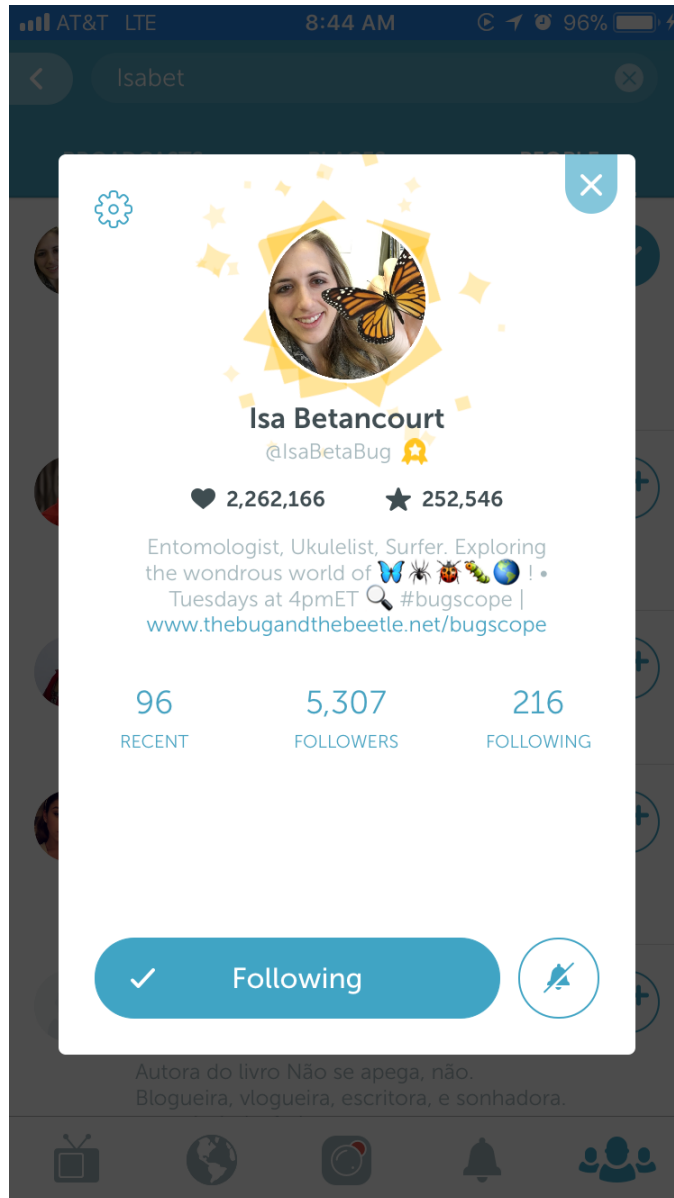 AT&T LTE 8:44 AM 96%
Isabet
PEOPLE
Isa Betancourt
@IsaBetaBug
2,262,166 252,546
Entomologist, Ukulelist, Surfer. Exploring
the wondrous world of 🦋🕷🐞🐛🌎 ! •
Tuesdays at 4pmET 🔍 #bugscope |
www.thebugandthebeetle.net/bugscope
96 5,307 216
RECENT FOLLOWERS FOLLOWING
Following
Autora do livro Não se apega, não.
Blogueira, vlogueira, escritora, e sonhadora.